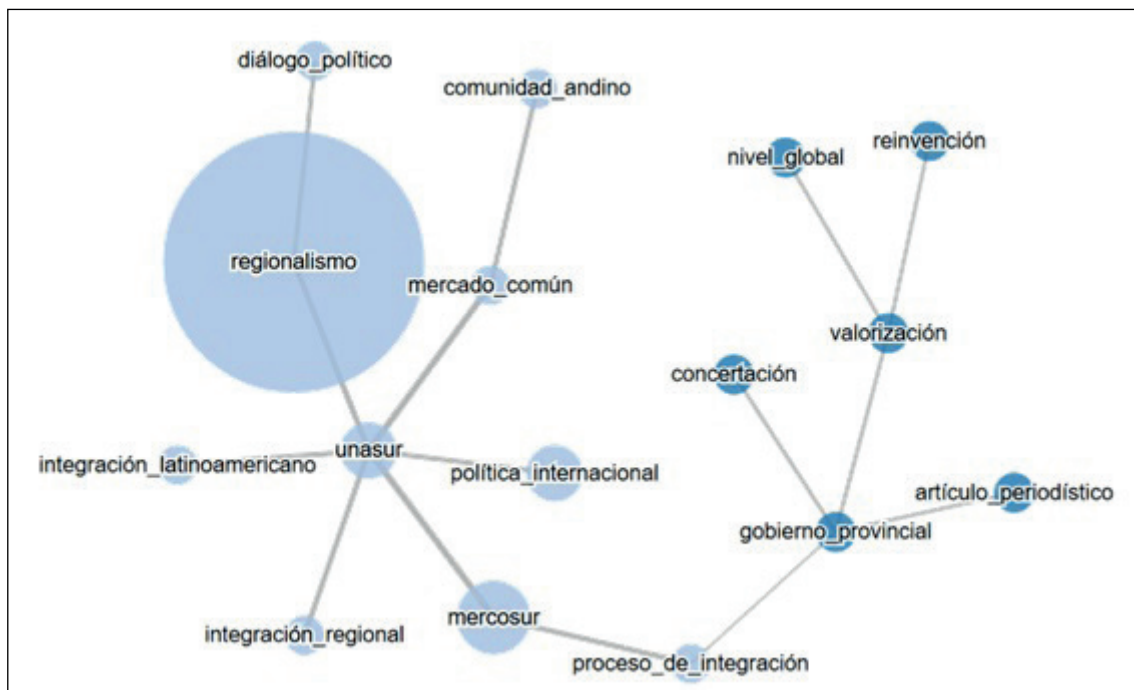 diálogo_político
comunidad_andino
reinvención
nivel_global
regionalismo
mercado_común
valorización
concertación
unasur
integración_latinoamericano
política_internacional
artículo_periodístico
gobierno_provincial
mercosur
integración_regional
proceso_de_integración